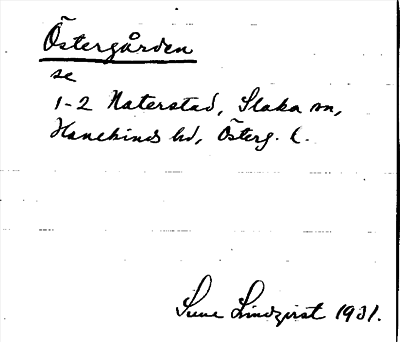 Östergården
se
1-2 Naterstad, Slaka sn,
Hanekinds hd, Österg. l.
Sune Lindqvist 1931.